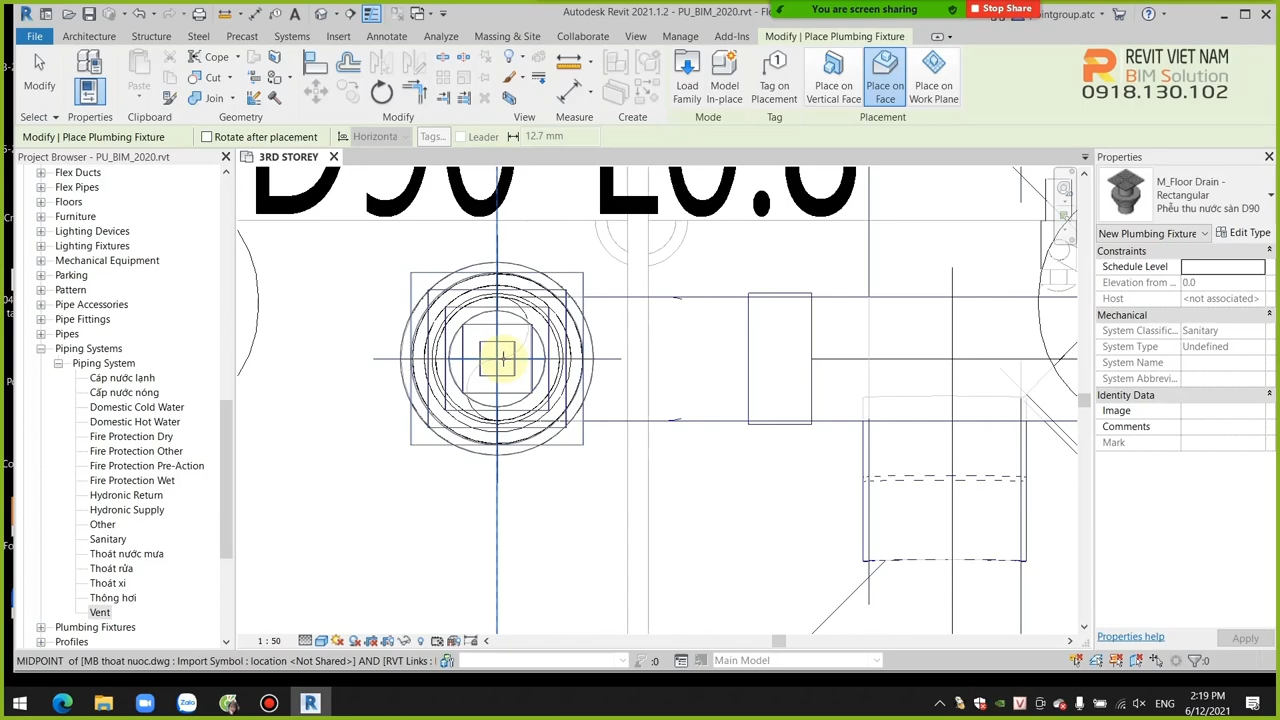 Autodesk Revit 2021.1.2 - PU_BIM_2020.rvt - Fl
You are screen sharing
Stop Share
ointgroup.atc
File Architecture Structure Steel Precast Systems Insert Annotate Analyze Massing & Site Collaborate View Manage Add-Ins Modify | Place Plumbing Fixture
Modify
Paste
Cope
Cut
Join
Load Family
Model In-place
Tag on Placement
Place on Vertical Face
Place on Face
Place on Work Plane
REVIT VIET NAM
BIM Solution
0918.130.102
Select Properties Clipboard Geometry Modify View Measure Create Mode Tag Placement
Modify | Place Plumbing Fixture
Rotate after placement
Horizonta
Tags...
Leader
12.7 mm
Project Browser - PU_BIM_2020.rvt
3RD STOREY
Properties
Flex Ducts
Flex Pipes
Floors
Furniture
Lighting Devices
Lighting Fixtures
Mechanical Equipment
Parking
Pattern
Pipe Accessories
Pipe Fittings
Pipes
Piping Systems
Piping System
Cáp nước lạnh
Cấp nước nóng
Domestic Cold Water
Domestic Hot Water
Fire Protection Dry
Fire Protection Other
Fire Protection Pre-Action
Fire Protection Wet
Hydronic Return
Hydronic Supply
Other
Sanitary
Thoát nước mưa
Thoát rửa
Thoát xi
Thông hơi
Vent
Plumbing Fixtures
Profiles
M_Floor Drain -
Rectangular
Phễu thu nước sàn D90
New Plumbing Fixture
Edit Type
Constraints
Schedule Level
Elevation from ... 0.0
Host <not associated>
Mechanical
System Classific... Sanitary
System Type Undefined
System Name
System Abbrevi...
Identity Data
Image
Comments
Mark
Properties help
Apply
1 : 50
MIDPOINT of [MB thoat nuoc.dwg : Import Symbol : location <Not Shared>] AND [RVT Links : l
:0
Main Model
:0
Zalo
ENG
2:19 PM
6/12/2021